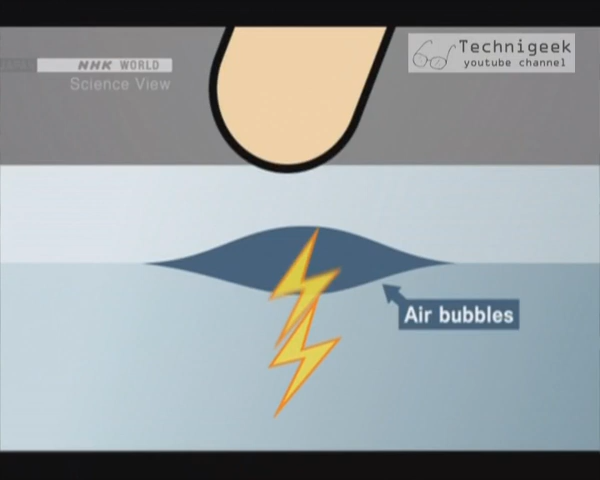 NHK WORLD
Science View
Technigeek
youtube channel
Air bubbles